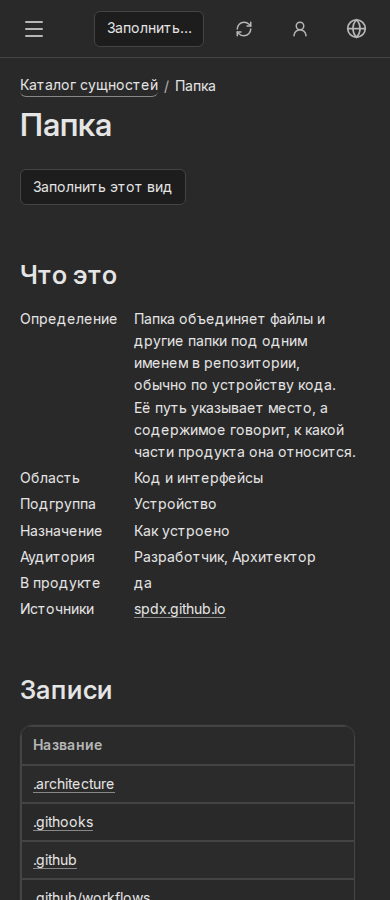 Заполнить...
Каталог сущностей / Папка
Папка
Заполнить этот вид
Что это
Определение Папка объединяет файлы и
другие папки под одним
именем в репозитории,
обычно по устройству кода.
Её путь указывает место, а
содержимое говорит, к какой
части продукта она относится.
Область Код и интерфейсы
Подгруппа Устройство
Назначение Как устроено
Аудитория Разработчик, Архитектор
В продукте да
Источники spdx.github.io
Записи
Название
.architecture
.githooks
.github
.github/workflows